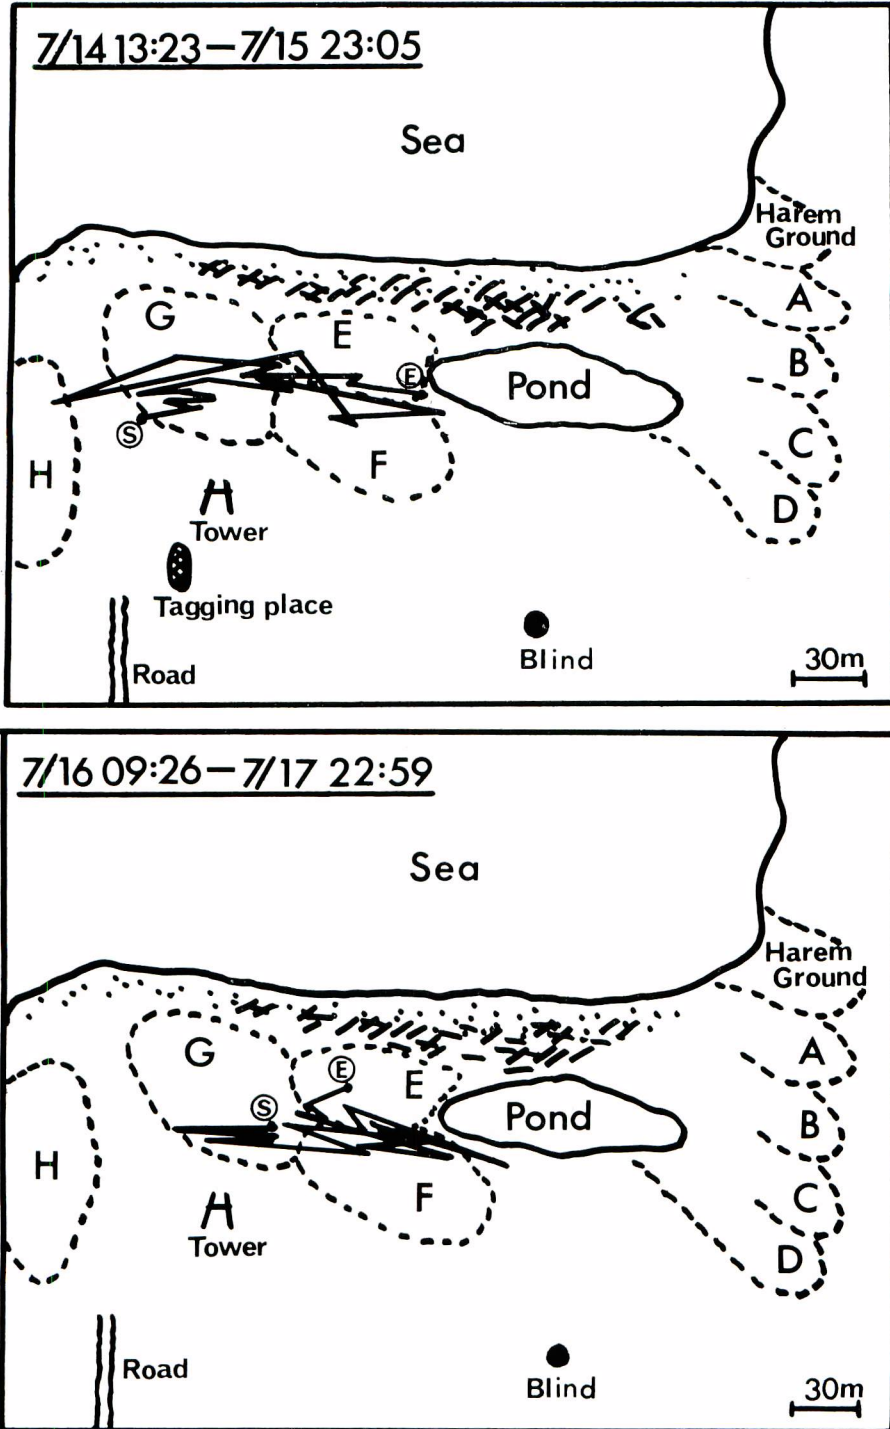 7/14 13:23–7/15 23:05
Sea
Harem
Ground
A
G
E
B
E
Pond
S
C
H
F
D
Tower
Tagging place
Blind
30m
Road
7/16 09:26–7/17 22:59
Sea
Harem
Ground
G
A
E
E
S
Pond
B
H
F
C
Tower
D
Road
Blind
30m